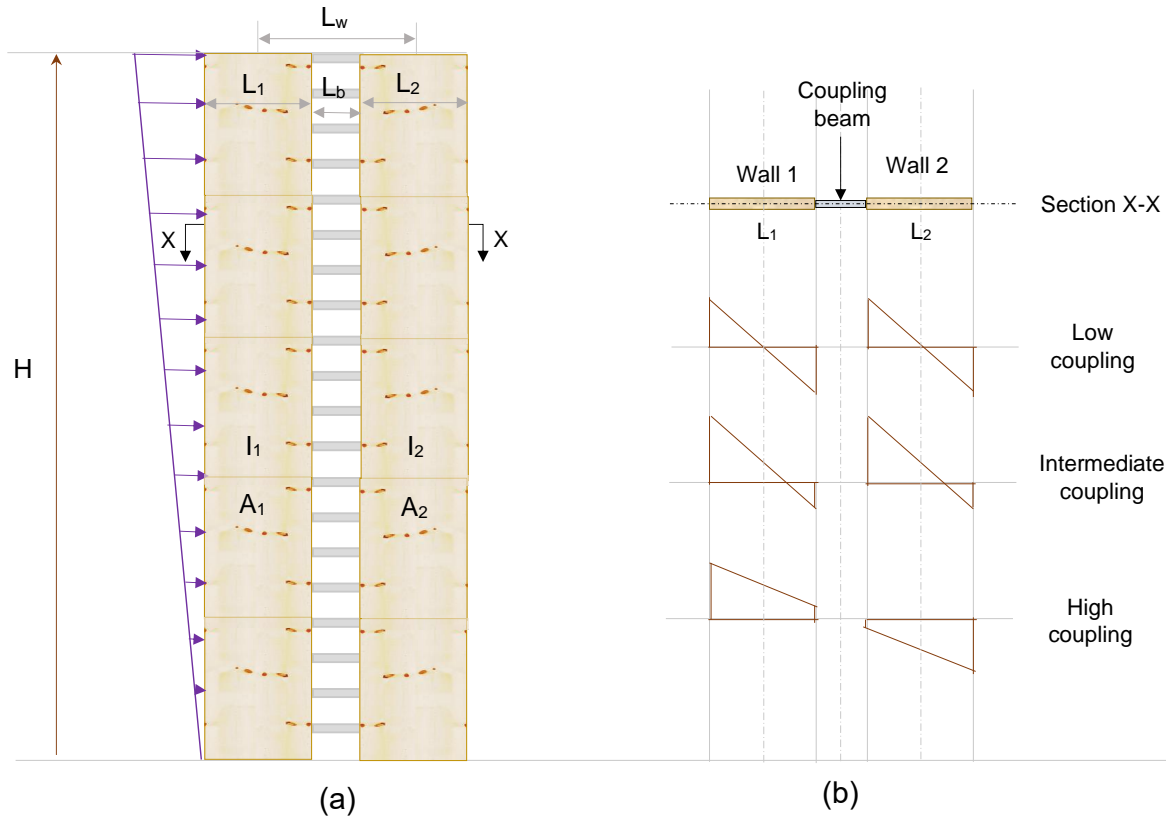 Lw
L1
Lb
L2
X
X
H
I1
I2
A1
A2
(a)
Coupling
beam
Wall 1
Wall 2
Section X-X
L1
L2
Low
coupling
Intermediate
coupling
High
coupling
(b)